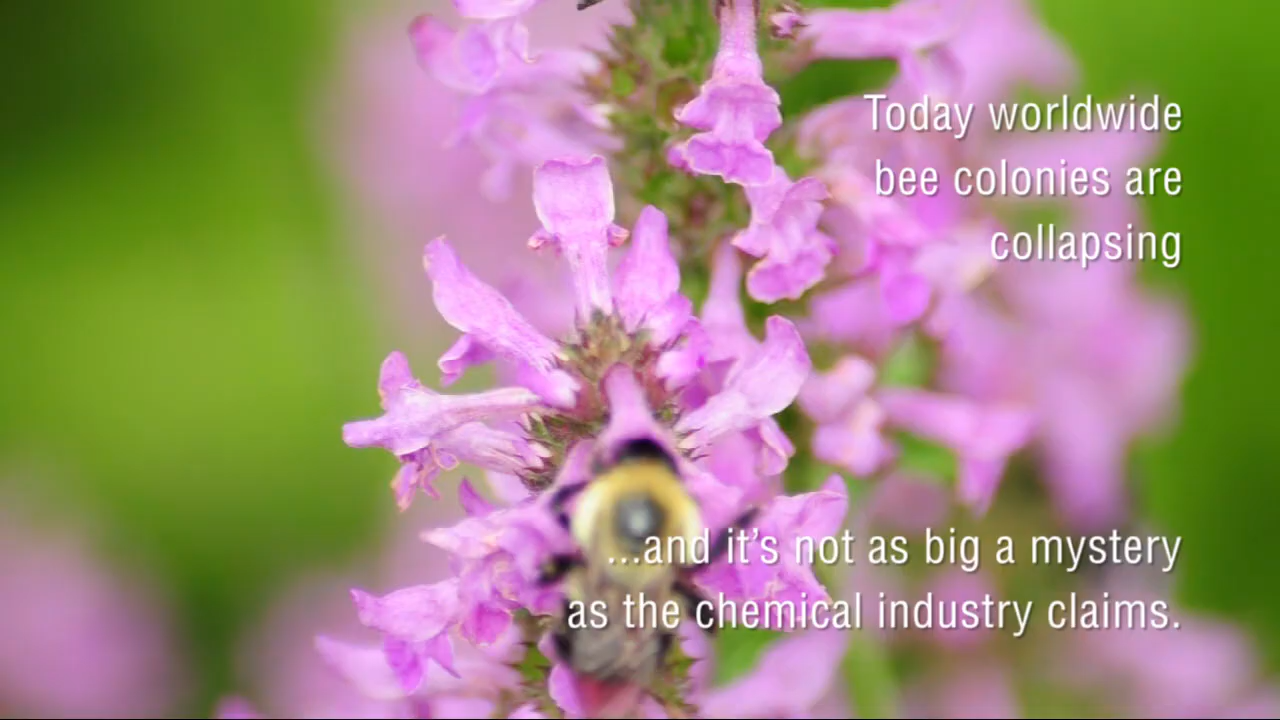 Today worldwide
bee colonies are
collapsing
...and it's not as big a mystery
as the chemical industry claims.